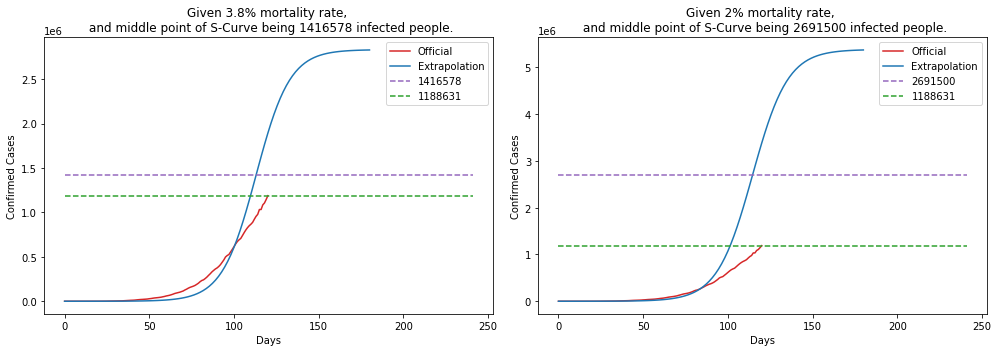 Given 3.8% mortality rate,
and middle point of S-Curve being 1416578 infected people.
1e6
Official
Extrapolation
1416578
1188631
Confirmed Cases
2.5
2.0
1.5
1.0
0.5
0.0
0
50
100
150
200
250
Days
Given 2% mortality rate,
and middle point of S-Curve being 2691500 infected people.
1e6
Official
Extrapolation
2691500
1188631
Confirmed Cases
5
4
3
2
1
0
0
50
100
150
200
250
Days